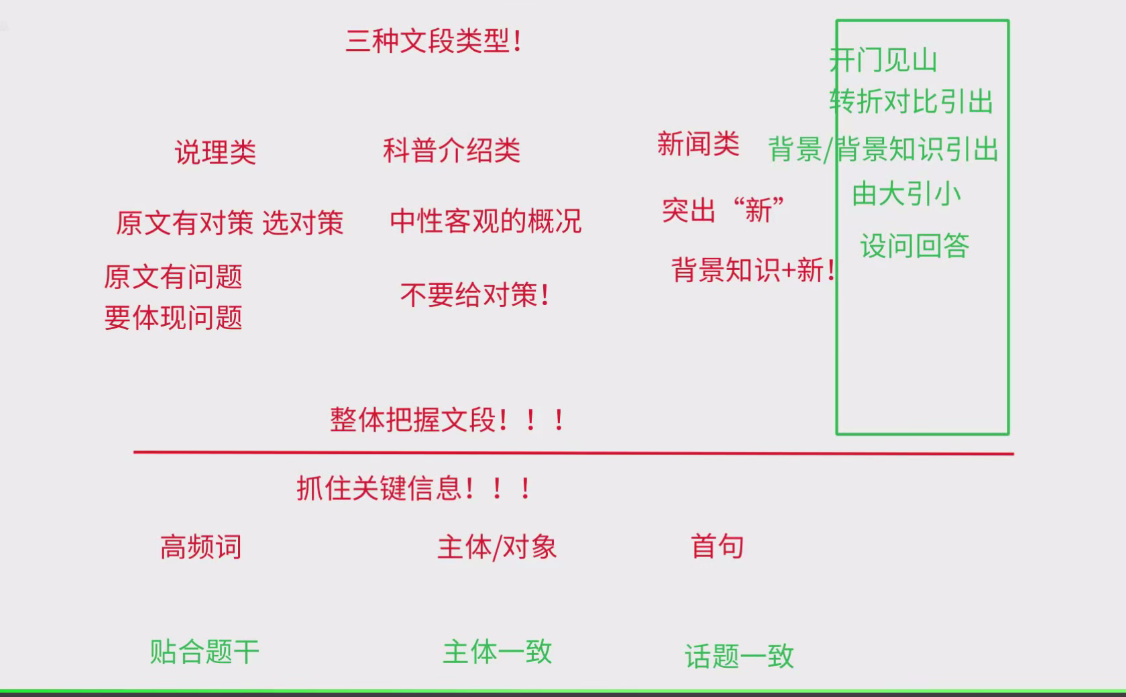 三种文段类型！
说理类
科普介绍类
新闻类
原文有对策 选对策
中性客观的概况
突出“新”
原文有问题
要体现问题
不要给对策！
背景知识+新！
开门见山
转折对比引出
背景/背景知识引出
由大引小
设问回答
整体把握文段！！！
抓住关键信息！！！
高频词
主体/对象
首句
贴合题干
主体一致
话题一致